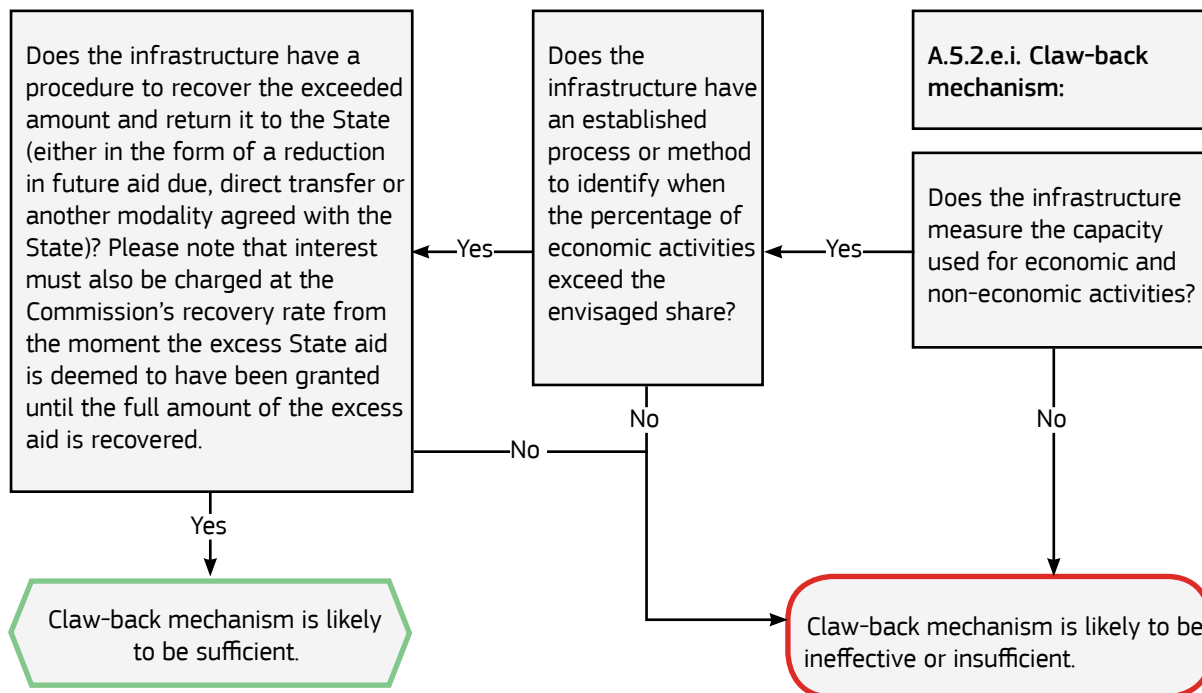 A.5.2.e.i. Claw-back
mechanism:
Does the infrastructure
measure the capacity
used for economic and
non-economic activities?
Yes
No
Does the
infrastructure have
an established
process or method
to identify when
the percentage of
economic activities
exceed the
envisaged share?
Yes
No
Does the infrastructure have a
procedure to recover the exceeded
amount and return it to the State
(either in the form of a reduction
in future aid due, direct transfer or
another modality agreed with the
State)? Please note that interest
must also be charged at the
Commission's recovery rate from
the moment the excess State aid
is deemed to have been granted
until the full amount of the excess
aid is recovered.
No
Yes
Claw-back mechanism is likely
to be sufficient.
Claw-back mechanism is likely to be
ineffective or insufficient.